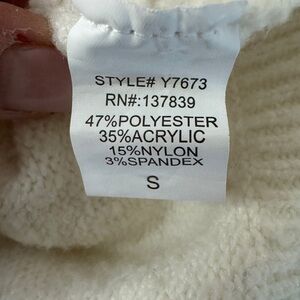 STYLE# Y7673
RN#:137839
47%POLYESTER
35%ACRYLIC
15%NYLON
3%SPANDEX
S